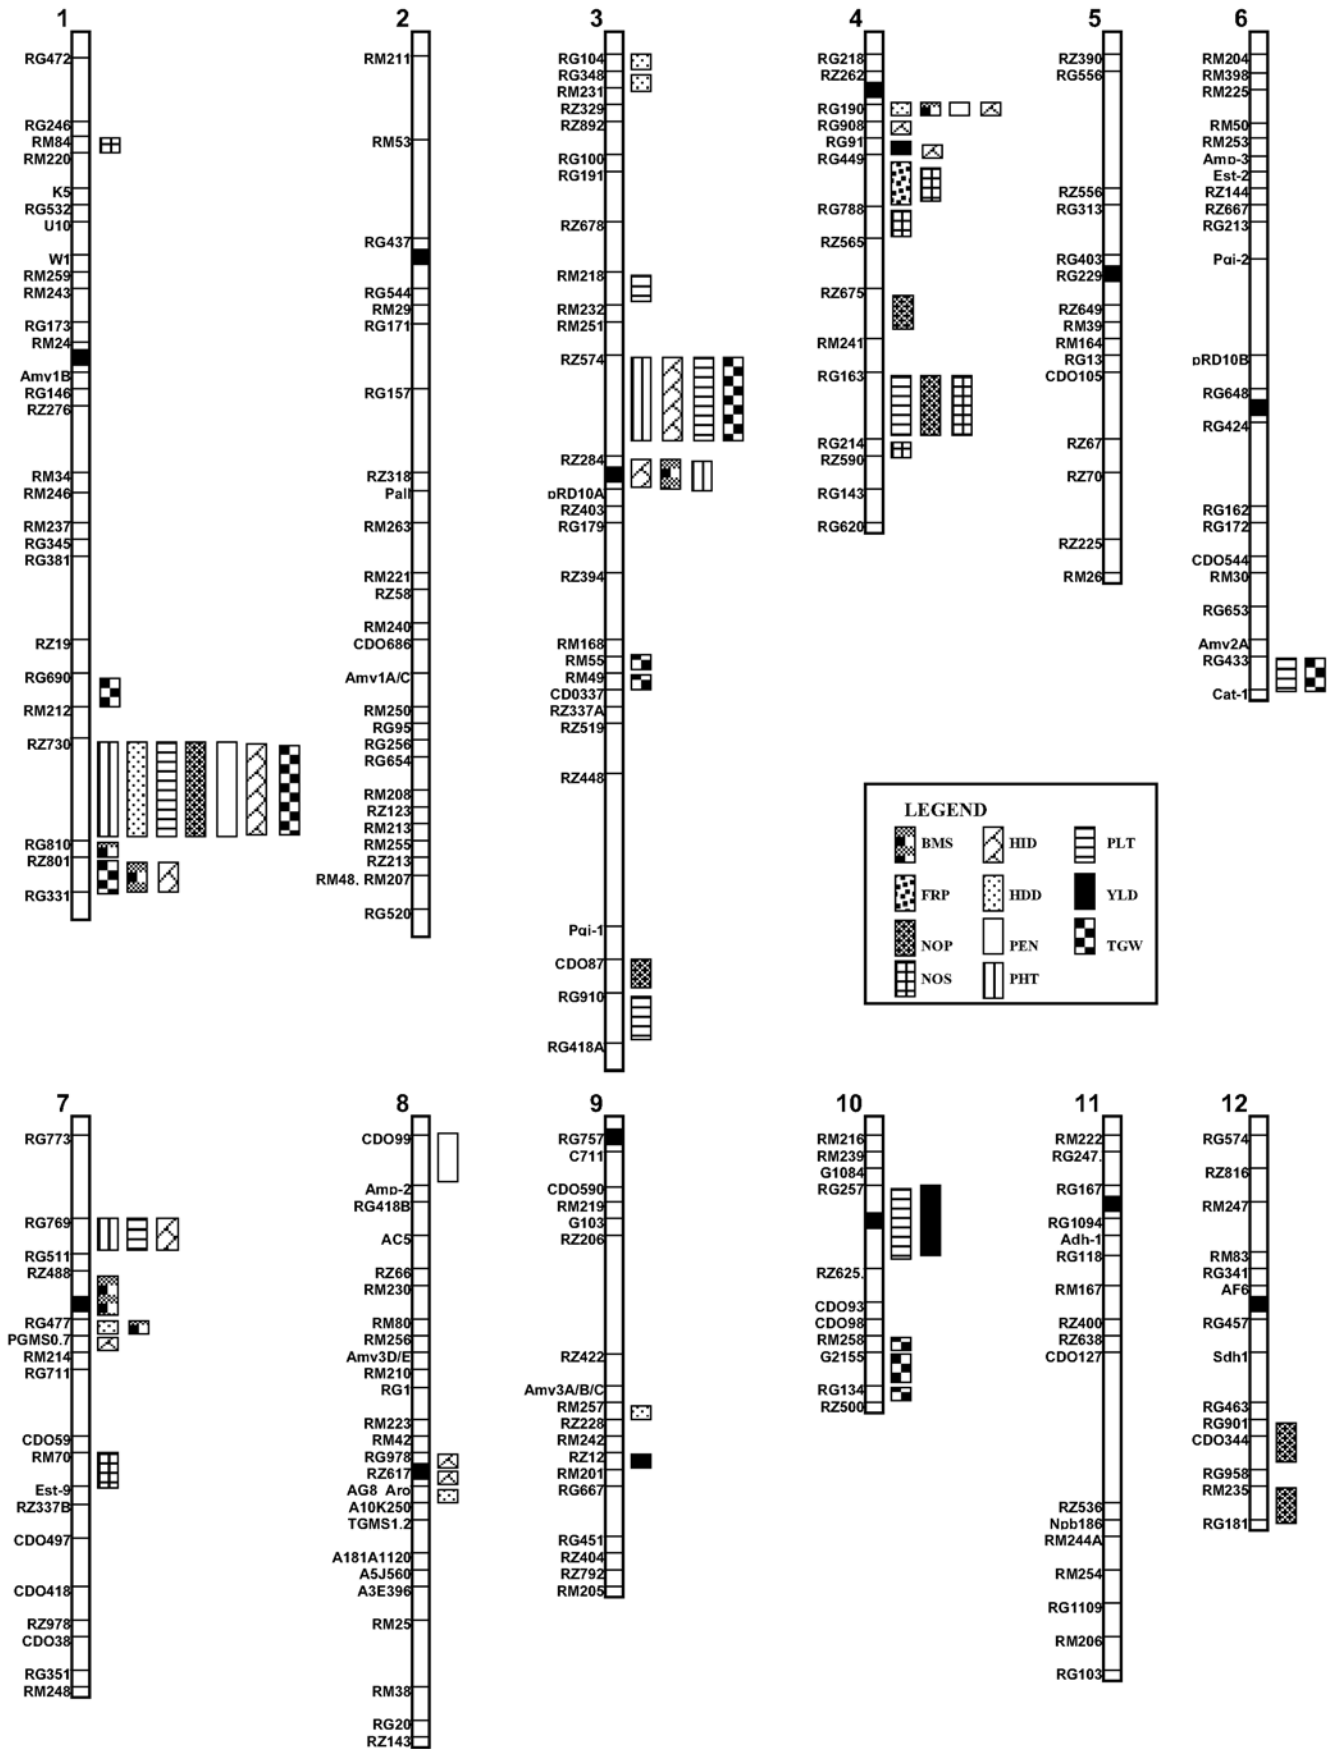 1
RG472
RG246
RM84
RM220
K5
RG532
U10
W1
RM259
RM243
RG173
RM24
Amv1B
RG146
RZ276
RM34
RM246
RM237
RG345
RG381
RZ19
RG690
RM212
RZ730
RG810
RZ801
RG331
2
RM211
RM53
RG437
RG544
RM29
RG171
RG157
RZ318
Pall
RM263
RM221
RZ58
RM240
CDO686
Amv1A/C
RM250
RG95
RG256
RG654
RM208
RZ123
RM213
RM255
RZ213
RM48. RM207
RG520
3
RG104
RG348
RM231
RZ329
RZ892
RG100
RG191
RZ678
RM218
RM232
RM251
RZ574
RZ284
pRD10A
RZ403
RG179
RZ394
RM168
RM55
RM49
CD0337
RZ337A
RZ519
RZ448
Pgi-1
CDO87
RG910
RG418A
4
RG218
RZ262
RG190
RG908
RG91
RG449
RG788
RZ565
RZ675
RM241
RG163
RG214
RZ590
RG143
RG620
5
RZ390
RG556
RZ556
RG313
RG403
RG229
RZ649
RM39
RM164
RG13
CDO105
RZ67
RZ70
RZ225
RM26
6
RM204
RM398
RM225
RM50
RM253
Amp-3
Est-2
RZ144
RZ667
RG213
Pgi-2
pRD10B
RG648
RG424
RG162
RG172
CDO544
RM30
RG653
Amv2A
RG433
Cat-1
LEGEND
BMS HID PLT
FRP HDD YLD
NOP PEN TGW
NOS PHT
7
RG773
RG769
RG511
RZ488
RG477
PGMS0.7
RM214
RG711
CDO59
RM70
Est-9
RZ337B
CDO497
CDO418
RZ978
CDO38
RG351
RM248
8
CDO99
Amp-2
RG418B
AC5
RZ66
RM230
RM80
RM256
Amv3D/E
RM210
RG1
RM223
RM42
RG978
RZ617
AG8 Aro
A10K250
TGMS1.2
A181A1120
A5J560
A3E396
RM25
RM38
RG20
RZ143
9
RG757
C711
CDO590
RM219
G103
RZ206
RZ422
Amv3A/B/C
RM257
RZ228
RM242
RZ12
RM201
RG667
RG451
RZ404
RZ792
RM205
10
RM216
RM239
G1084
RG257
RZ625.
CDO93
CDO98
RM258
G2155
RG134
RZ500
11
RM222
RG247.
RG167
RG1094
Adh-1
RG118
RM167
RZ400
RZ638
CDO127
RZ536
Npb186
RM244A
RM254
RG1109
RM206
RG103
12
RG574
RZ816
RM247
RM83
RG341
AF6
RG457
Sdh1
RG463
RG901
CDO344
RG958
RM235
RG181